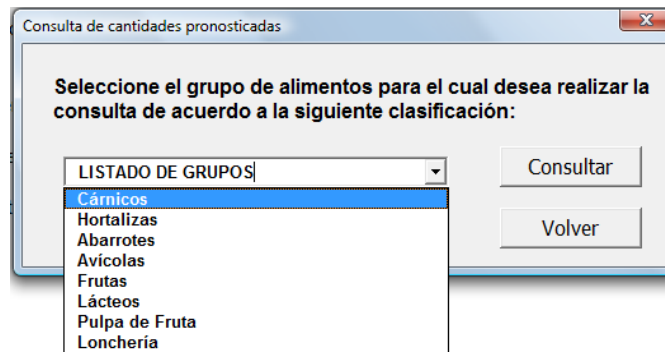 Consulta de cantidades pronosticadas
Seleccione el grupo de alimentos para el cual desea realizar la
consulta de acuerdo a la siguiente clasificación:
LISTADO DE GRUPOS
Consultar
Cárnicos
Hortalizas
Abarrotes
Avícolas
Frutas
Lácteos
Pulpa de Fruta
Lonchería
Volver